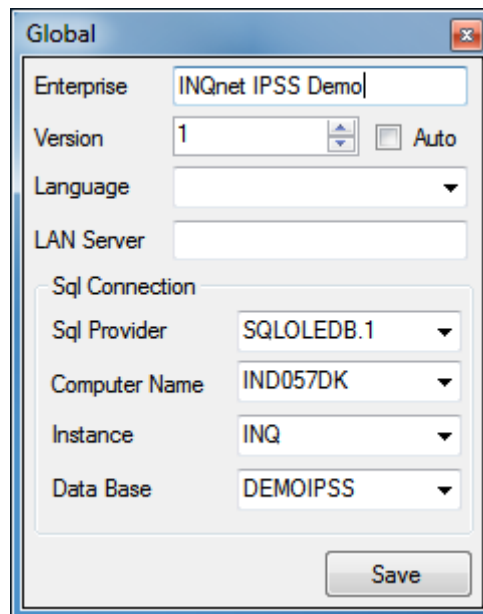 Global
Enterprise INQnet IPSS Demo
Version 1 Auto
Language
LAN Server
Sql Connection
Sql Provider SQLOLEDB.1
Computer Name IND057DK
Instance INQ
Data Base DEMOIPSS
Save